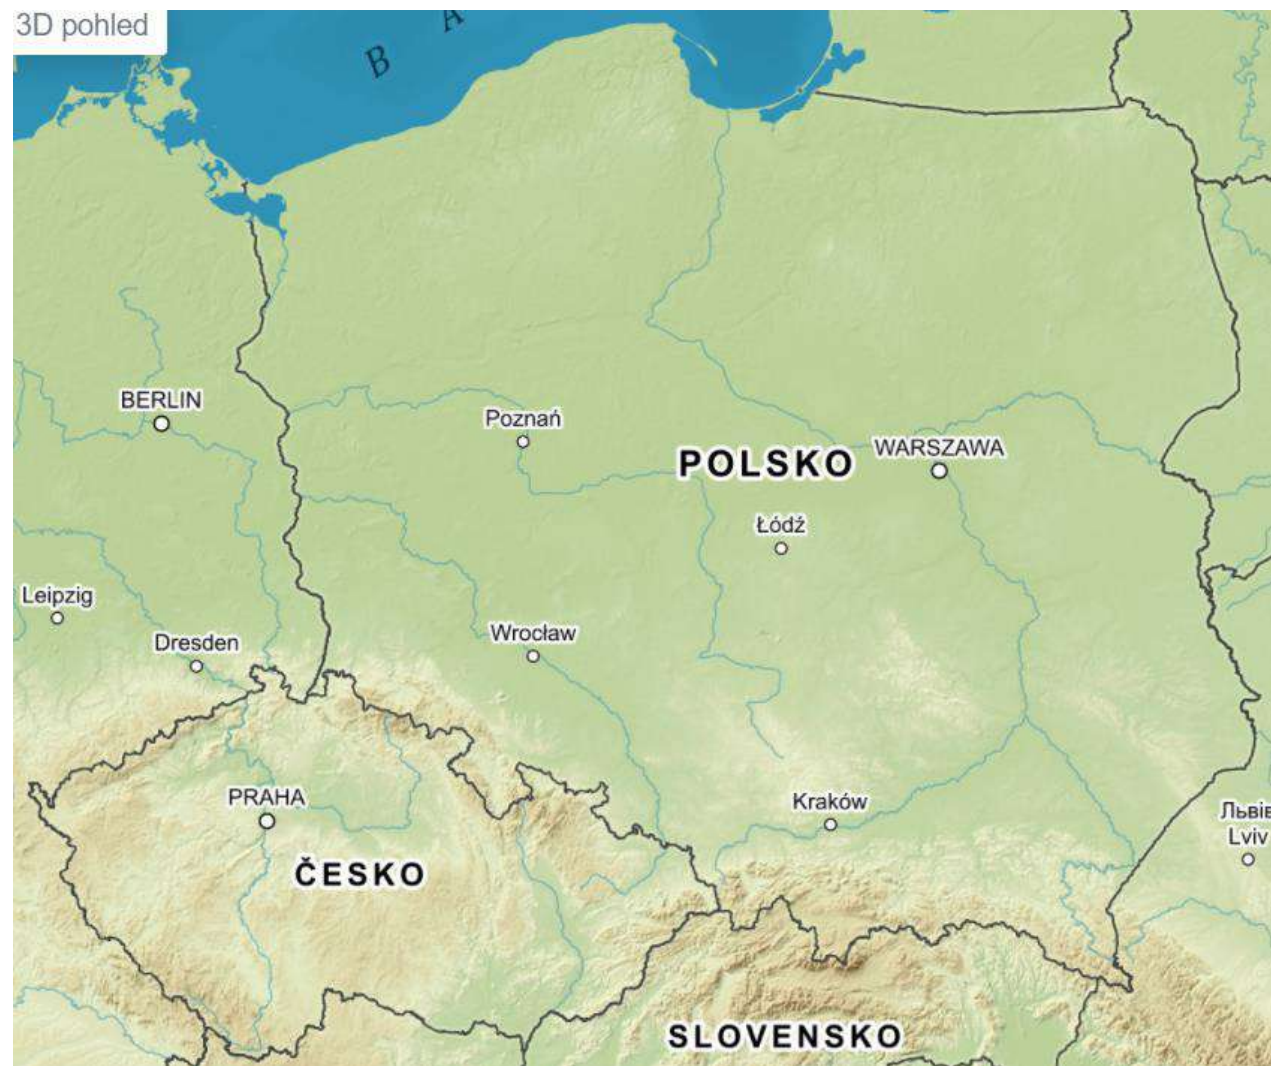 3D pohled
B A
BERLIN
Poznań
POLSKO
WARSZAWA
Łódź
Leipzig
Wrocław
Dresden
PRAHA
Kraków
Львів
Lviv
ČESKO
SLOVENSKO